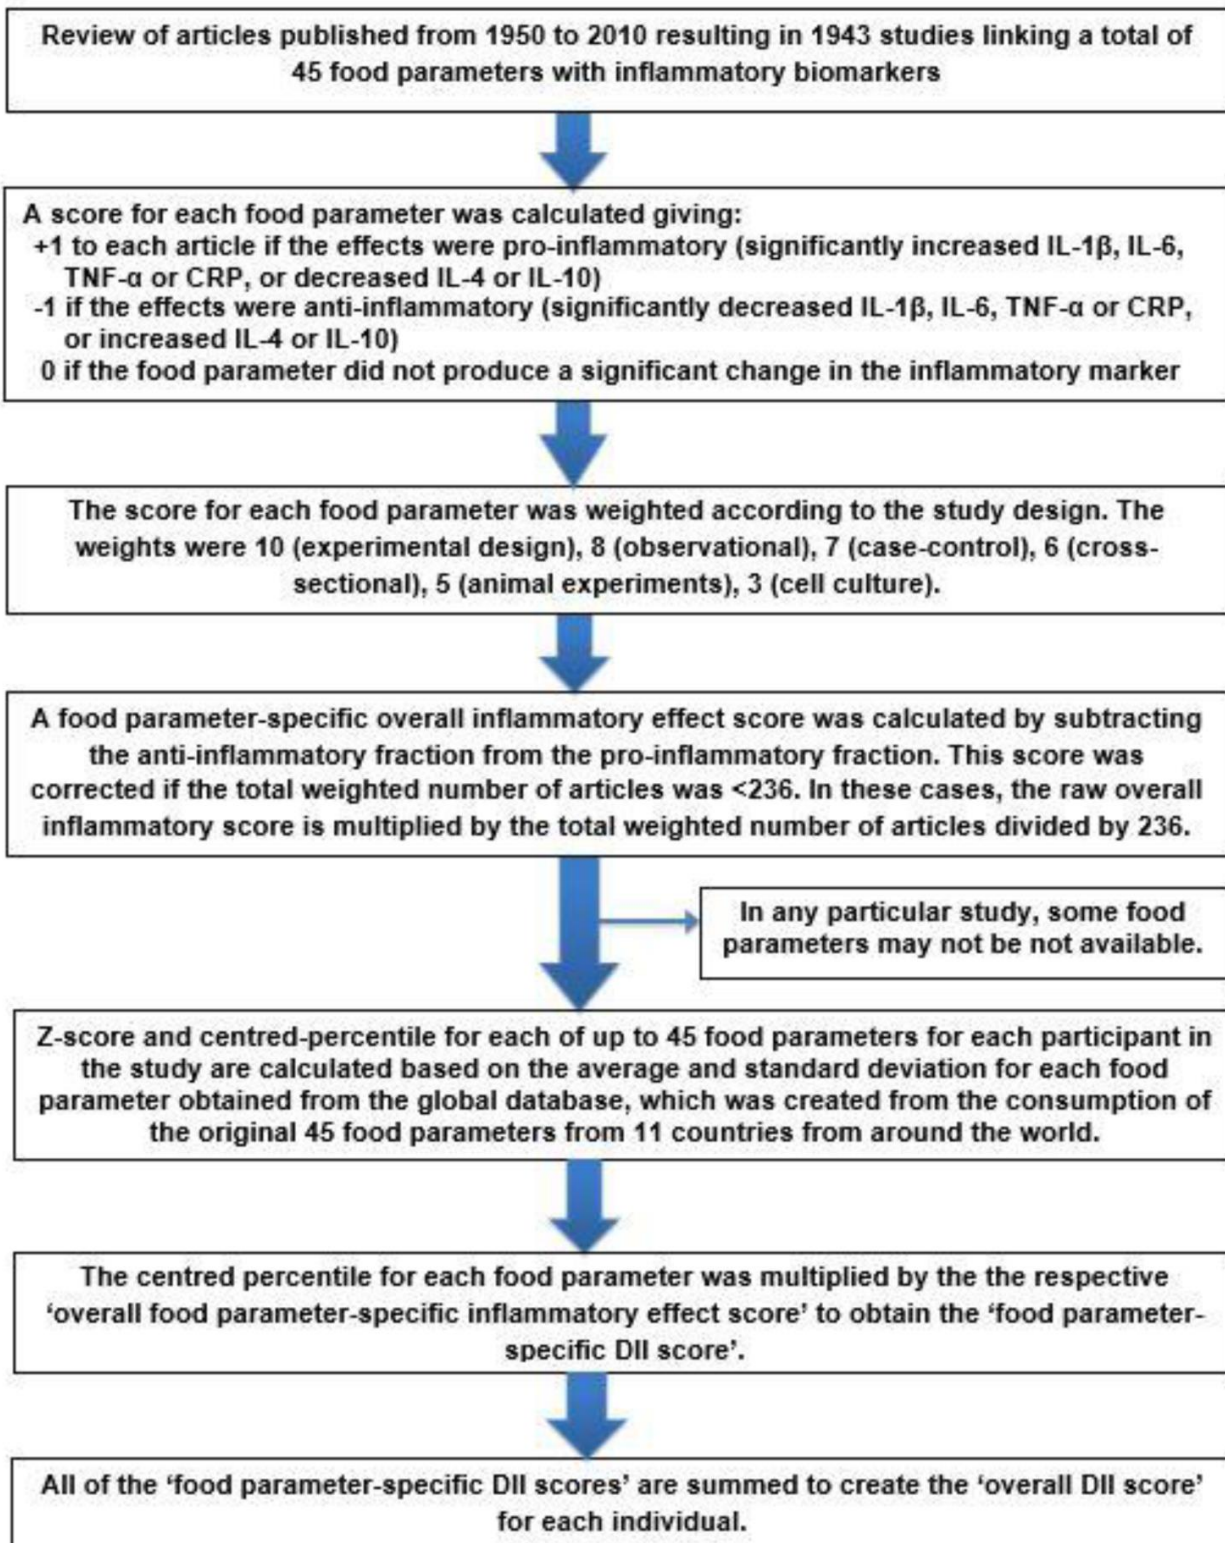 Review of articles published from 1950 to 2010 resulting in 1943 studies linking a total of
45 food parameters with inflammatory biomarkers
A score for each food parameter was calculated giving:
+1 to each article if the effects were pro-inflammatory (significantly increased IL-1β, IL-6,
TNF-α or CRP, or decreased IL-4 or IL-10)
-1 if the effects were anti-inflammatory (significantly decreased IL-1β, IL-6, TNF-α or CRP,
or increased IL-4 or IL-10)
0 if the food parameter did not produce a significant change in the inflammatory marker
The score for each food parameter was weighted according to the study design. The
weights were 10 (experimental design), 8 (observational), 7 (case-control), 6 (cross-
sectional), 5 (animal experiments), 3 (cell culture).
A food parameter-specific overall inflammatory effect score was calculated by subtracting
the anti-inflammatory fraction from the pro-inflammatory fraction. This score was
corrected if the total weighted number of articles was <236. In these cases, the raw overall
inflammatory score is multiplied by the total weighted number of articles divided by 236.
In any particular study, some food
parameters may not be not available.
Z-score and centred-percentile for each of up to 45 food parameters for each participant in
the study are calculated based on the average and standard deviation for each food
parameter obtained from the global database, which was created from the consumption of
the original 45 food parameters from 11 countries from around the world.
The centred percentile for each food parameter was multiplied by the the respective
‘overall food parameter-specific inflammatory effect score’ to obtain the ‘food parameter-
specific DII score’.
All of the ‘food parameter-specific DII scores’ are summed to create the ‘overall DII score’
for each individual.